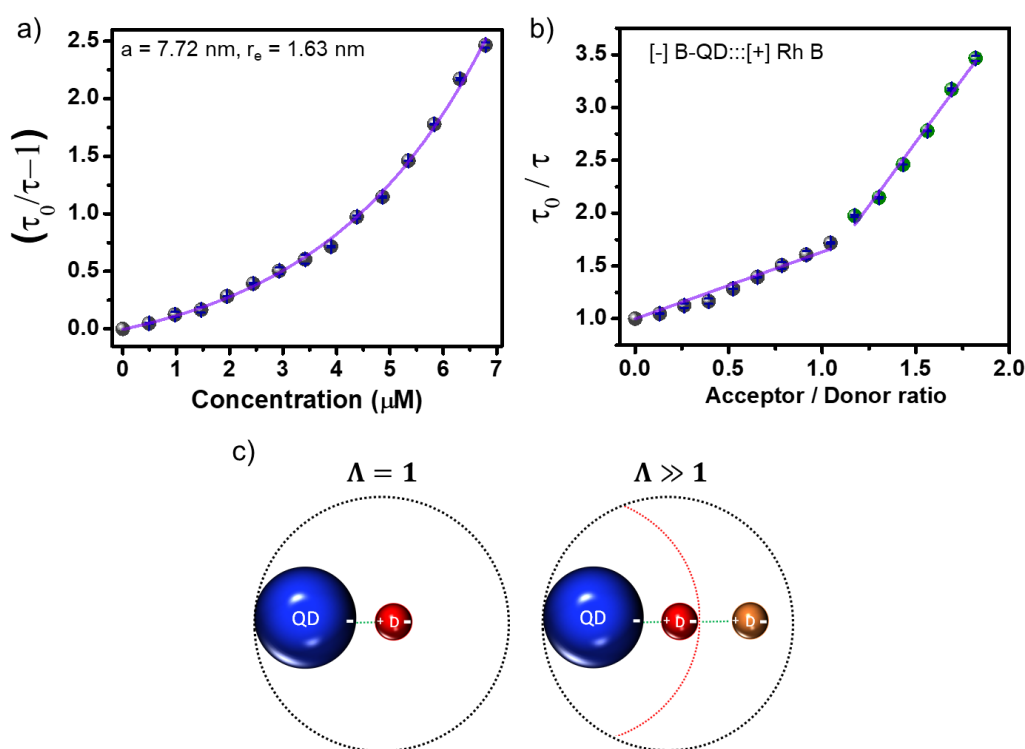 a)
a = 7.72 nm, rₑ = 1.63 nm
(τ₀/τ−1)
2.5
2.0
1.5
1.0
0.5
0.0
0 1 2 3 4 5 6 7
Concentration (μM)
b)
[-] B-QD:::[+] Rh B
τ₀ / τ
3.5
3.0
2.5
2.0
1.5
1.0
0.0 0.5 1.0 1.5 2.0
Acceptor / Donor ratio
c)
Λ = 1
QD - + D -
Λ ≫ 1
QD - + D - + D -